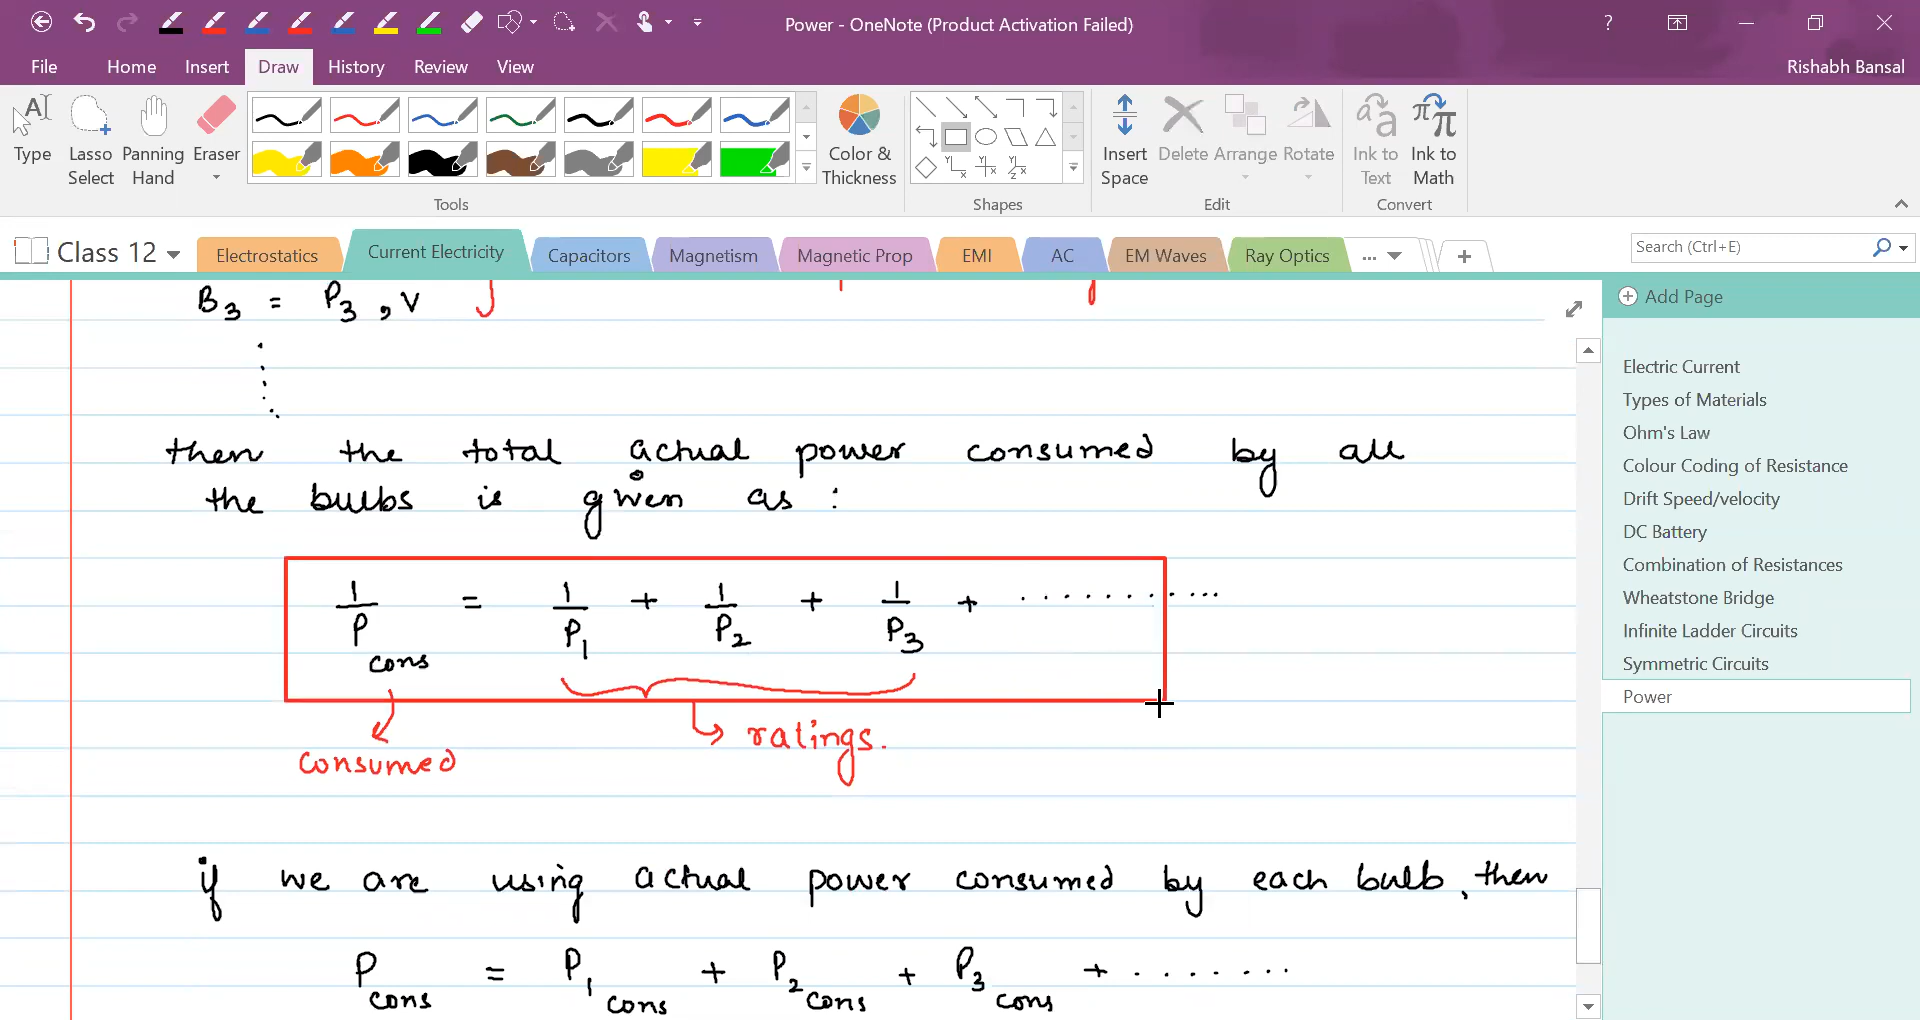 Power - OneNote (Product Activation Failed)
?
File Home Insert Draw History Review View
Rishabh Bansal
Type
Lasso Select
Panning Hand
Eraser
Color & Thickness
Insert Space
Delete
Arrange
Rotate
Ink to Text
Ink to Math
Tools
Shapes
Edit
Convert
Class 12
Electrostatics
Current Electricity
Capacitors
Magnetism
Magnetic Prop
EMI
AC
EM Waves
Ray Optics
...
+
Search (Ctrl+E)
Add Page
Electric Current
Types of Materials
Ohm's Law
Colour Coding of Resistance
Drift Speed/velocity
DC Battery
Combination of Resistances
Wheatstone Bridge
Infinite Ladder Circuits
Symmetric Circuits
Power
B3 = P3, V
then the total actual power consumed by all
the bulbs is given as :
1/Pcons = 1/P1 + 1/P2 + 1/P3 + ............
consumed
ratings.
if we are using actual power consumed by each bulb, then
Pcons = P1cons + P2cons + P3cons + .......